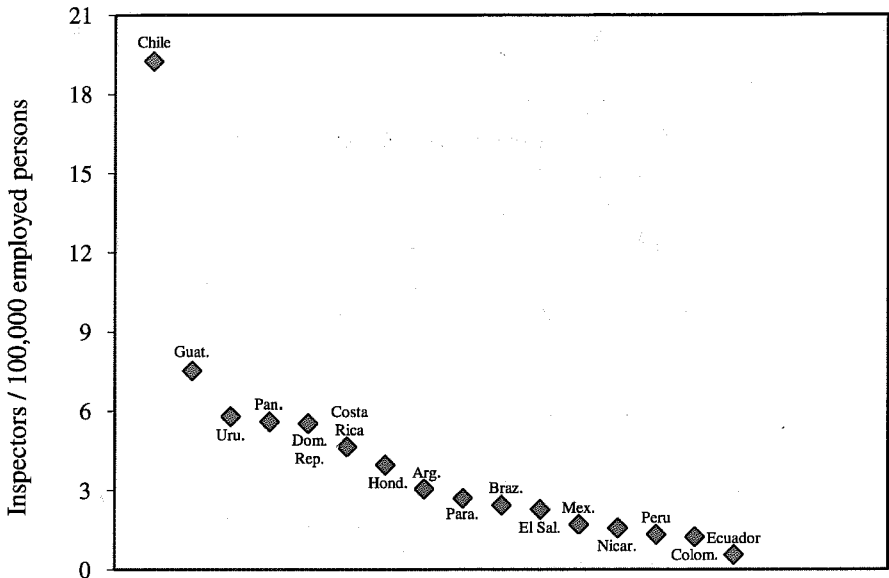 21
18
15
12
9
6
3
0
Inspectors / 100,000 employed persons
Chile
Guat.
Uru.
Pan.
Dom.
Rep.
Costa
Rica
Hond.
Arg.
Para.
Braz.
El Sal.
Mex.
Nicar.
Peru
Colom.
Ecuador